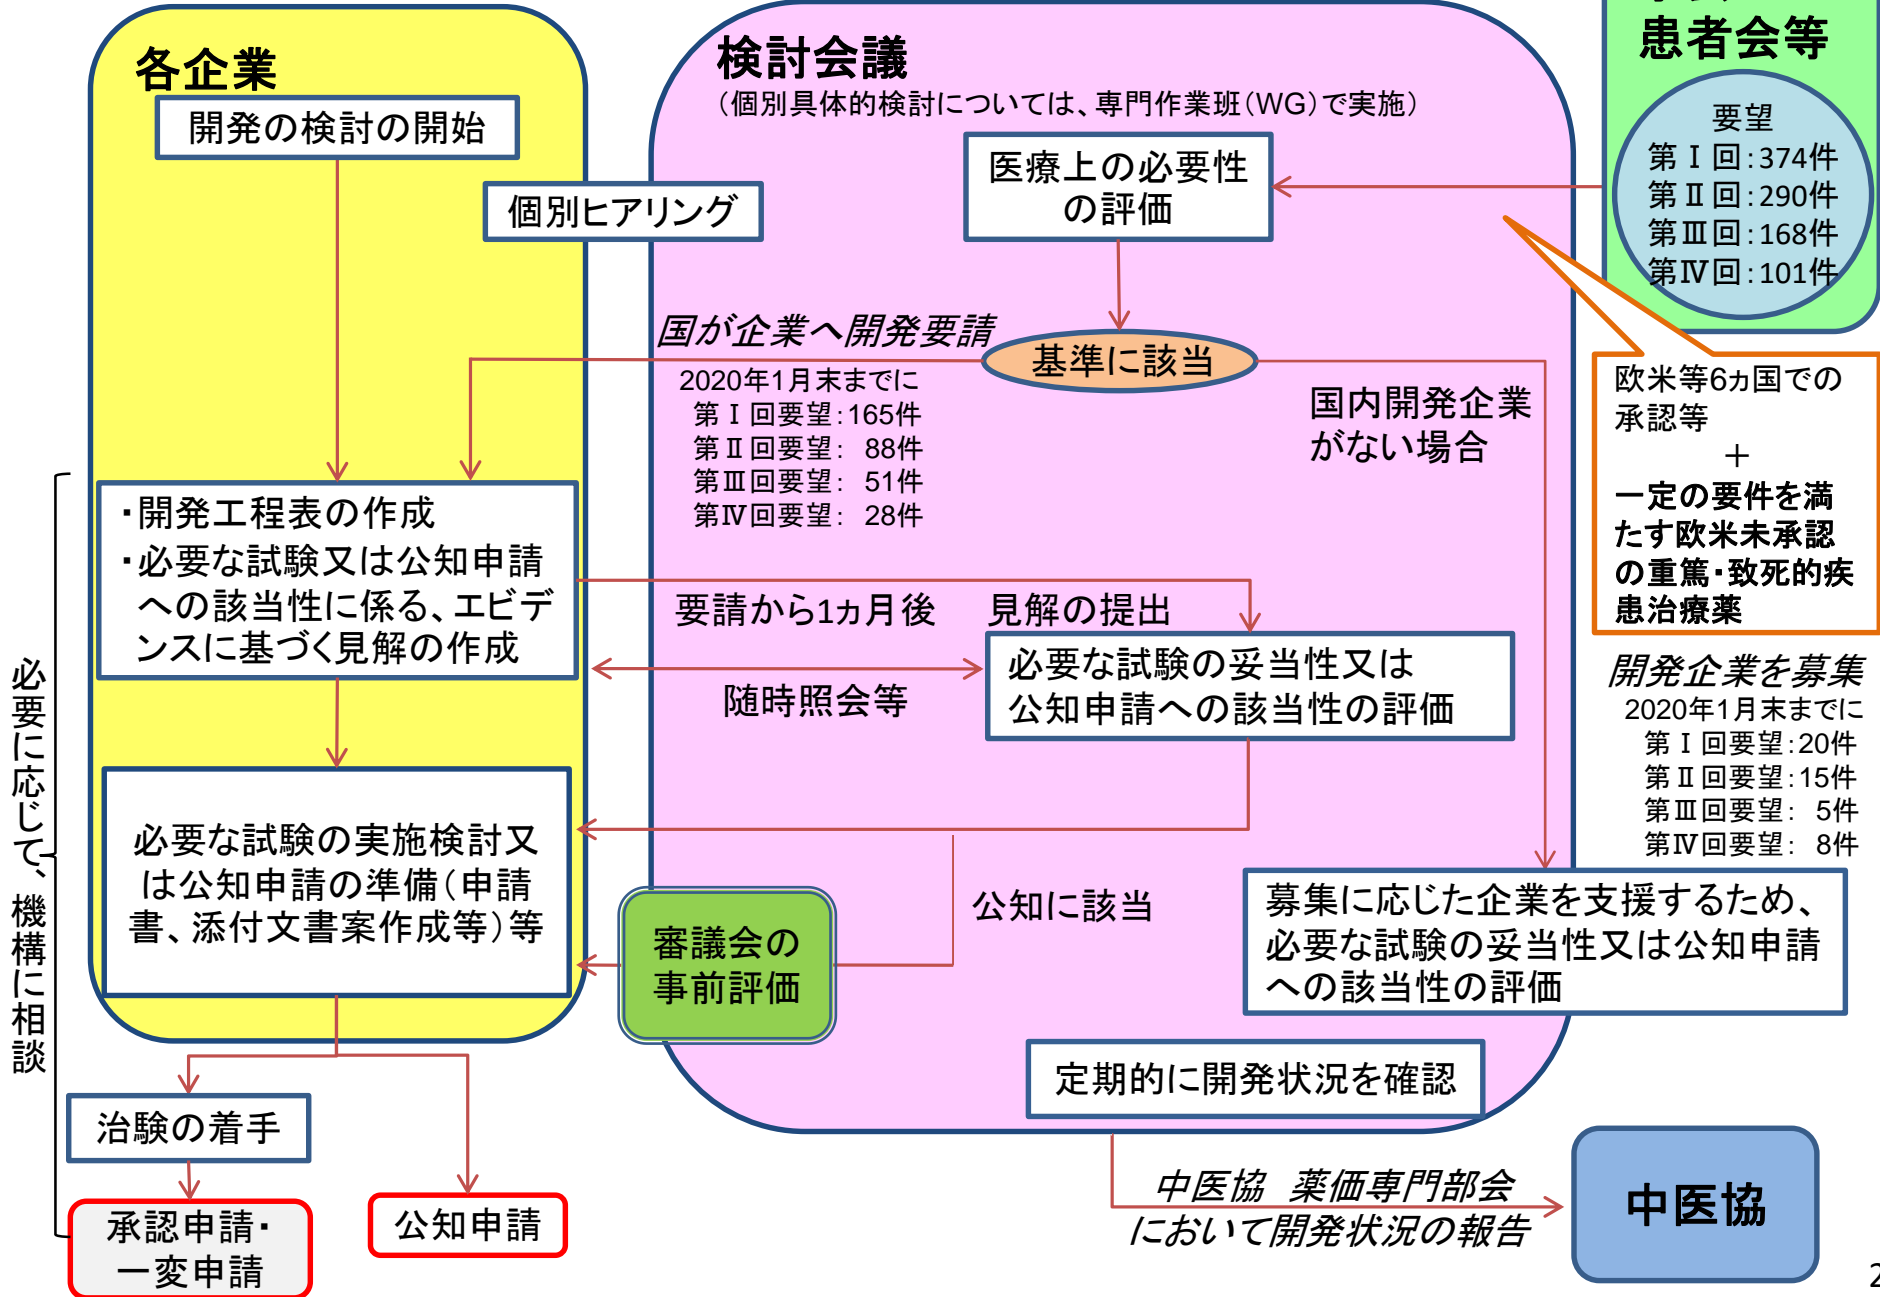 各企業
開発の検討の開始
個別ヒアリング
検討会議
（個別具体的検討については、専門作業班（WG）で実施）
医療上の必要性
の評価
患者会等
要望
第Ⅰ回：374件
第Ⅱ回：290件
第Ⅲ回：168件
第Ⅳ回：101件
国が企業へ開発要請
基準に該当
2020年1月末までに
第Ⅰ回要望：165件
第Ⅱ回要望： 88件
第Ⅲ回要望： 51件
第Ⅳ回要望： 28件
国内開発企業
がない場合
欧米等6ヵ国での
承認等
＋
一定の要件を満
たす欧米未承認
の重篤・致死的疾
患治療薬
・開発工程表の作成
・必要な試験又は公知申請
への該当性に係る、エビデ
ンスに基づく見解の作成
要請から1ヵ月後 見解の提出
必要な試験の妥当性又は
公知申請への該当性の評価
随時照会等
開発企業を募集
2020年1月末までに
第Ⅰ回要望：20件
第Ⅱ回要望：15件
第Ⅲ回要望： 5件
第Ⅳ回要望： 8件
必要に応じて、機構に相談
必要な試験の実施検討又
は公知申請の準備（申請
書、添付文書案作成等）等
公知に該当
審議会の
事前評価
募集に応じた企業を支援するため、
必要な試験の妥当性又は公知申請
への該当性の評価
定期的に開発状況を確認
治験の着手
承認申請・
一変申請
公知申請
中医協 薬価専門部会
において開発状況の報告
中医協
2